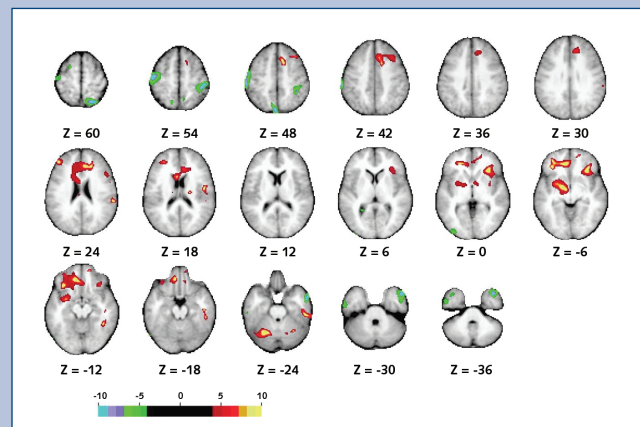 Z = 60 Z = 54 Z = 48 Z = 42 Z = 36 Z = 30
Z = 24 Z = 18 Z = 12 Z = 6 Z = 0 Z = -6
Z = -12 Z = -18 Z = -24 Z = -30 Z = -36
-10 -5 0 5 10